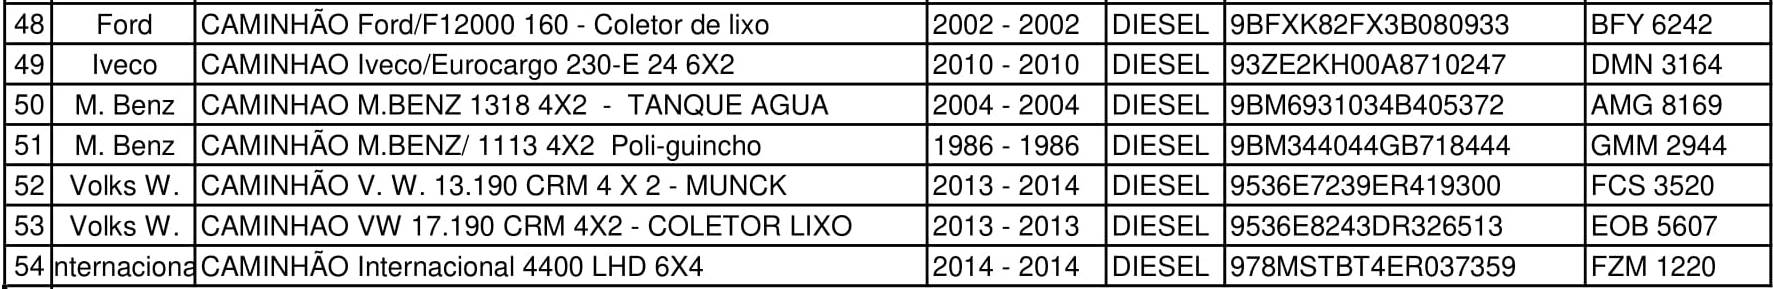 48 Ford CAMINHÃO Ford/F12000 160 - Coletor de lixo 2002 - 2002 DIESEL 9BFXK82FX3B080933 BFY 6242
49 Iveco CAMINHAO Iveco/Eurocargo 230-E 24 6X2 2010 - 2010 DIESEL 93ZE2KH00A8710247 DMN 3164
50 M. Benz CAMINHAO M.BENZ 1318 4X2 - TANQUE AGUA 2004 - 2004 DIESEL 9BM6931034B405372 AMG 8169
51 M. Benz CAMINHÃO M.BENZ/ 1113 4X2 Poli-guincho 1986 - 1986 DIESEL 9BM344044GB718444 GMM 2944
52 Volks W. CAMINHÃO V. W. 13.190 CRM 4 X 2 - MUNCK 2013 - 2014 DIESEL 9536E7239ER419300 FCS 3520
53 Volks W. CAMINHAO VW 17.190 CRM 4X2 - COLETOR LIXO 2013 - 2013 DIESEL 9536E8243DR326513 EOB 5607
54 nternaciona CAMINHÃO Internacional 4400 LHD 6X4 2014 - 2014 DIESEL 978MSTBT4ER037359 FZM 1220